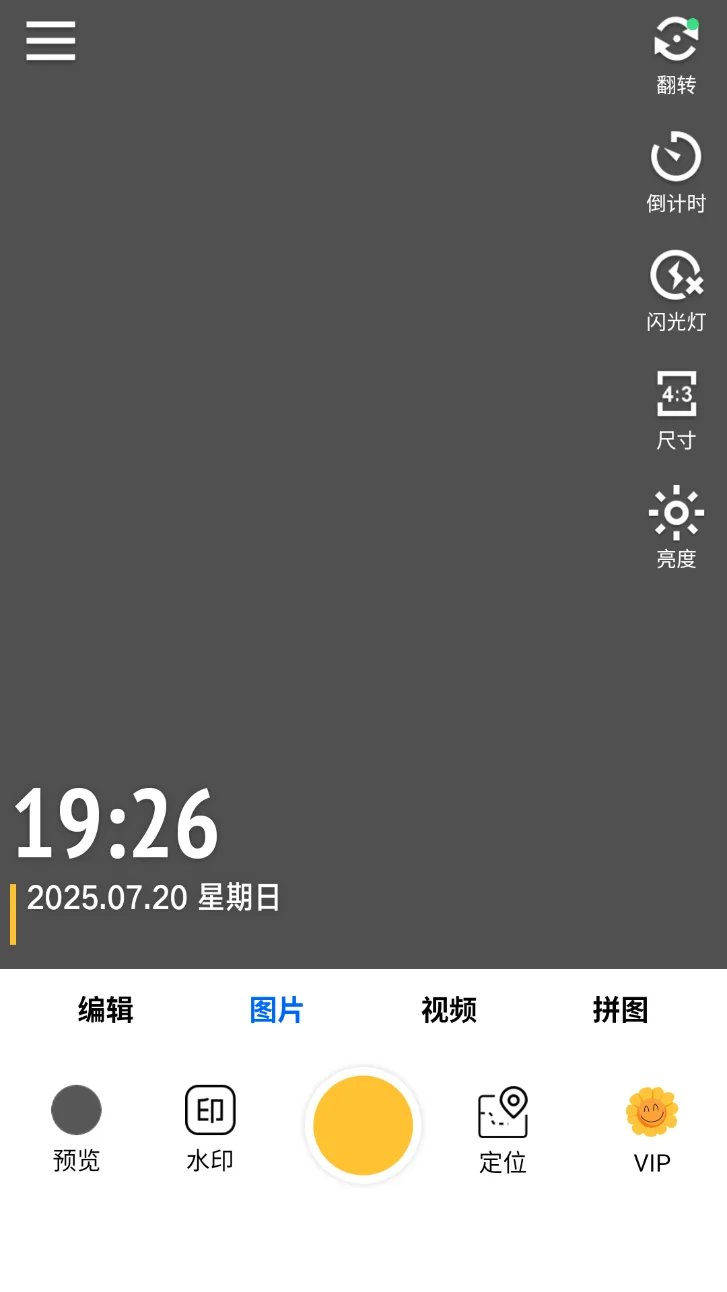 翻转
倒计时
闪光灯
4:3
尺寸
亮度
19:26
2025.07.20 星期日
编辑 图片 视频 拼图
印
预览 水印 定位 VIP